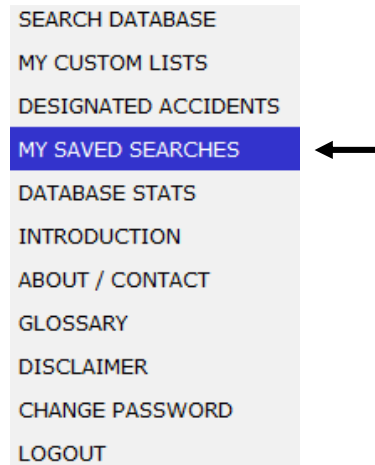 SEARCH DATABASE
MY CUSTOM LISTS
DESIGNATED ACCIDENTS
MY SAVED SEARCHES
DATABASE STATS
INTRODUCTION
ABOUT / CONTACT
GLOSSARY
DISCLAIMER
CHANGE PASSWORD
LOGOUT